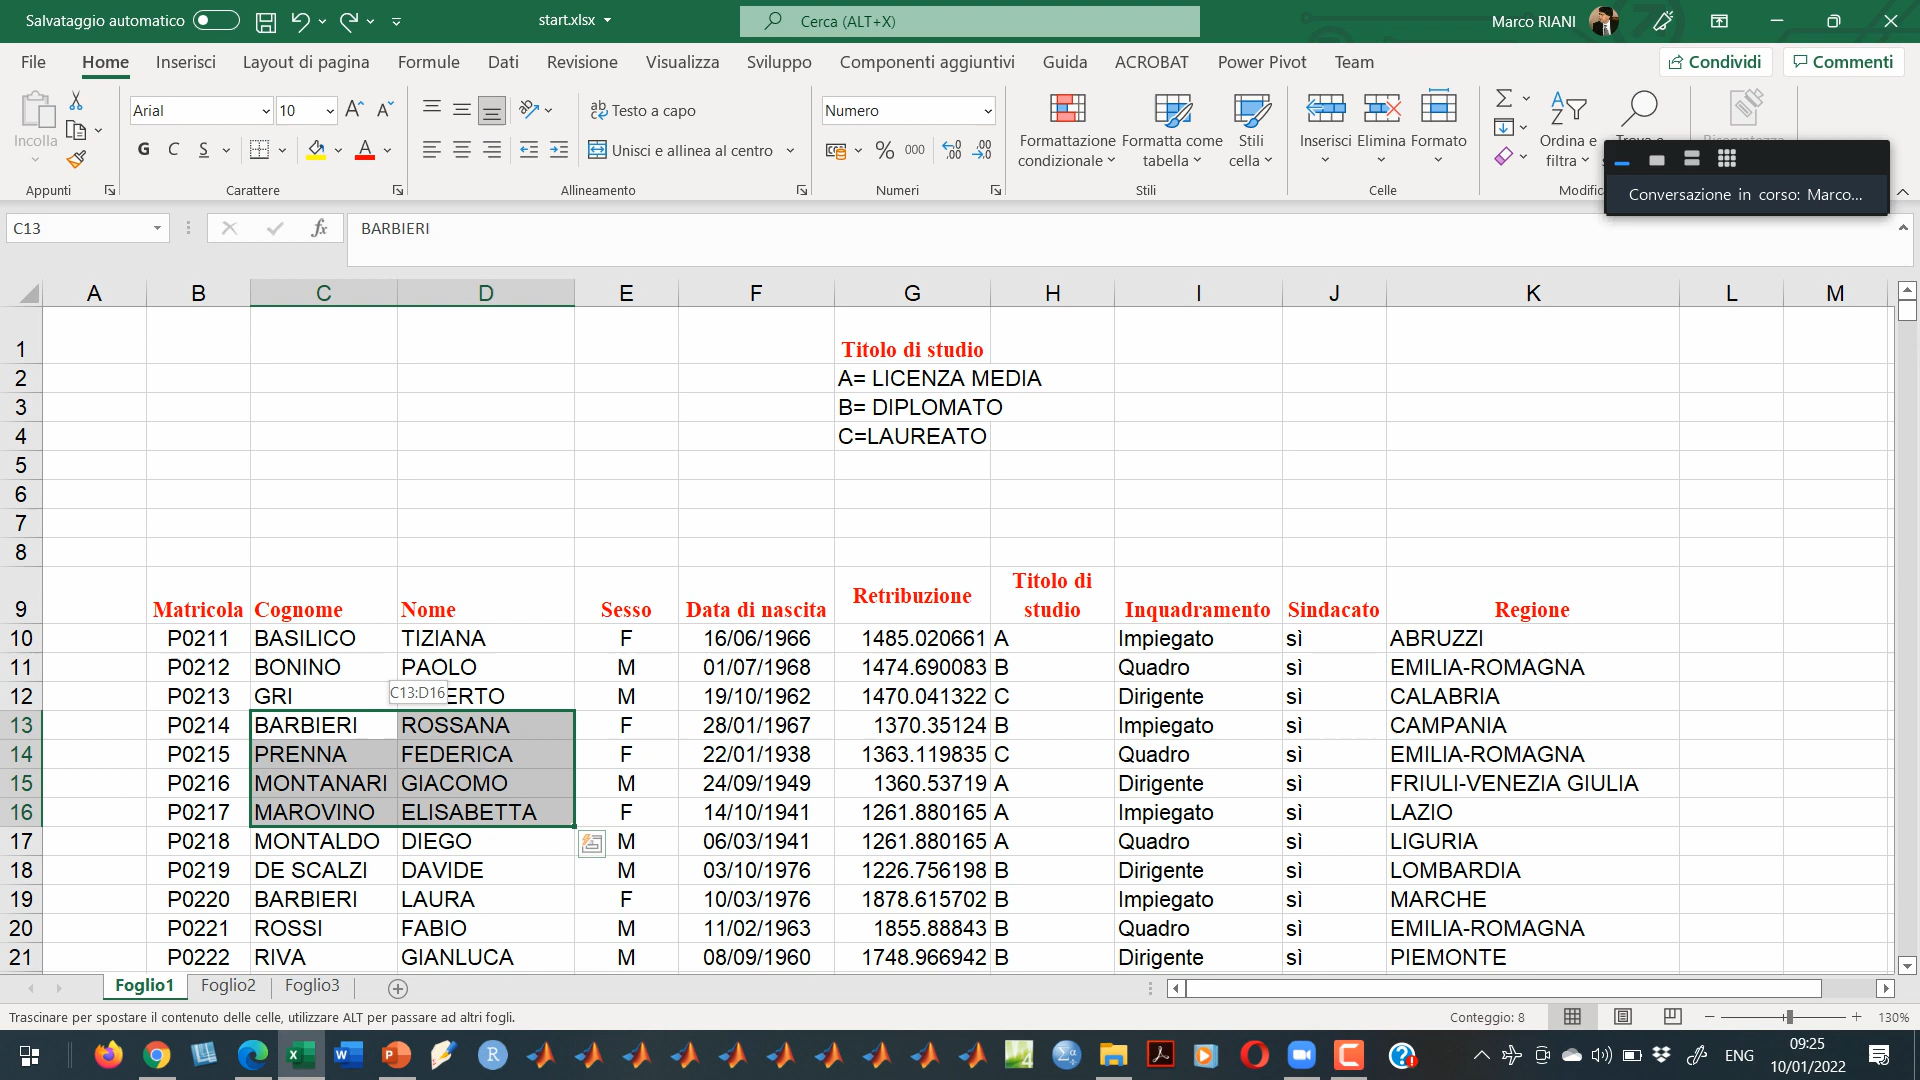 Salvataggio automatico start.xlsx Cerca (ALT+X) Marco RIANI
File Home Inserisci Layout di pagina Formule Dati Revisione Visualizza Sviluppo Componenti aggiuntivi Guida ACROBAT Power Pivot Team Condividi Commenti
Incolla Arial 10 Testo a capo Numero
G C S Unisci e allinea al centro % 000
Formattazione condizionale Formatta come tabella Stili cella Inserisci Elimina Formato Ordina e filtra
Appunti Carattere Allineamento Numeri Stili Celle
Conversazione in corso: Marco...
C13 fx BARBIERI
A B C D E F G H I J K L M
1 Titolo di studio
2 A= LICENZA MEDIA
3 B= DIPLOMATO
4 C=LAUREATO
5
6
7
8
9 Matricola Cognome Nome Sesso Data di nascita Retribuzione Titolo di studio Inquadramento Sindacato Regione
10 P0211 BASILICO TIZIANA F 16/06/1966 1485.020661 A Impiegato sì ABRUZZI
11 P0212 BONINO PAOLO M 01/07/1968 1474.690083 B Quadro sì EMILIA-ROMAGNA
C13:D16
12 P0213 GRI ERTO M 19/10/1962 1470.041322 C Dirigente sì CALABRIA
13 P0214 BARBIERI ROSSANA F 28/01/1967 1370.35124 B Impiegato sì CAMPANIA
14 P0215 PRENNA FEDERICA F 22/01/1938 1363.119835 C Quadro sì EMILIA-ROMAGNA
15 P0216 MONTANARI GIACOMO M 24/09/1949 1360.53719 A Dirigente sì FRIULI-VENEZIA GIULIA
16 P0217 MAROVINO ELISABETTA F 14/10/1941 1261.880165 A Impiegato sì LAZIO
17 P0218 MONTALDO DIEGO M 06/03/1941 1261.880165 A Quadro sì LIGURIA
18 P0219 DE SCALZI DAVIDE M 03/10/1976 1226.756198 B Dirigente sì LOMBARDIA
19 P0220 BARBIERI LAURA F 10/03/1976 1878.615702 B Impiegato sì MARCHE
20 P0221 ROSSI FABIO M 11/02/1963 1855.88843 B Quadro sì EMILIA-ROMAGNA
21 P0222 RIVA GIANLUCA M 08/09/1960 1748.966942 B Dirigente sì PIEMONTE
Foglio1 Foglio2 Foglio3
Trascinare per spostare il contenuto delle celle, utilizzare ALT per passare ad altri fogli. Conteggio: 8 130%
ENG 09:25
10/01/2022